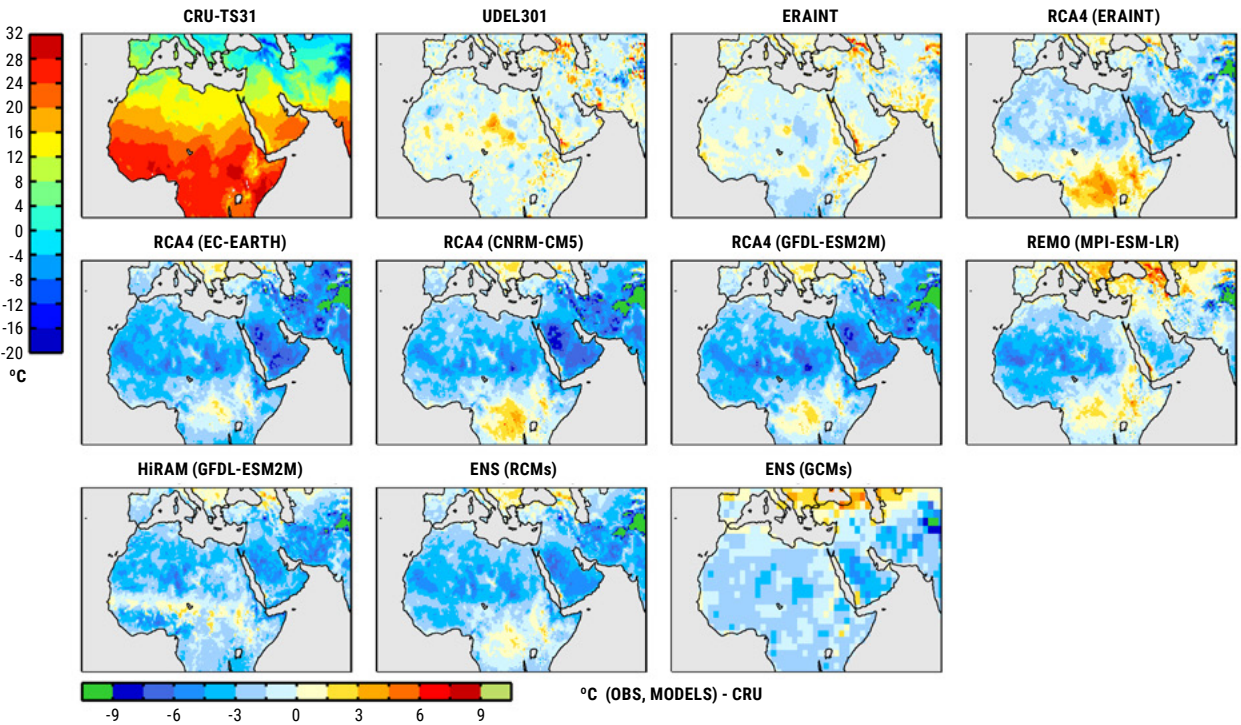 CRU-TS31 UDEL301 ERAINT RCA4 (ERAINT)
32
28
24
20
16
12
8
4
0
-4
-8
-12
-16
-20
ºC
RCA4 (EC-EARTH) RCA4 (CNRM-CM5) RCA4 (GFDL-ESM2M) REMO (MPI-ESM-LR)
HiRAM (GFDL-ESM2M) ENS (RCMs) ENS (GCMs)
-9 -6 -3 0 3 6 9
ºC (OBS, MODELS) - CRU